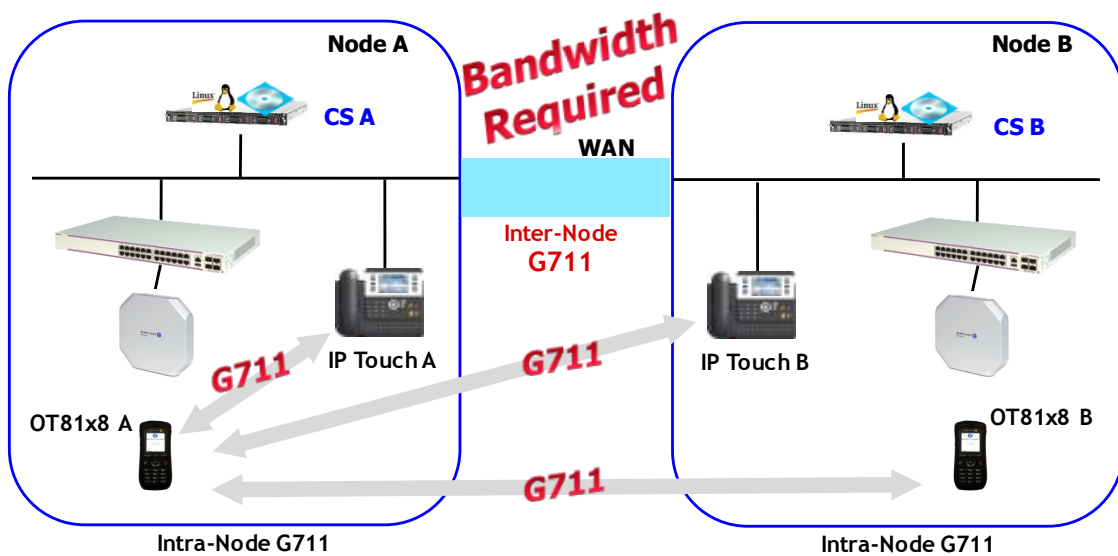 Node A
Bandwidth
Required
Node B
Linux
CS A
Linux
CS B
WAN
Inter-Node
G711
IP Touch A
G711
G711
IP Touch B
OT81x8 A
OT81x8 B
G711
Intra-Node G711
Intra-Node G711